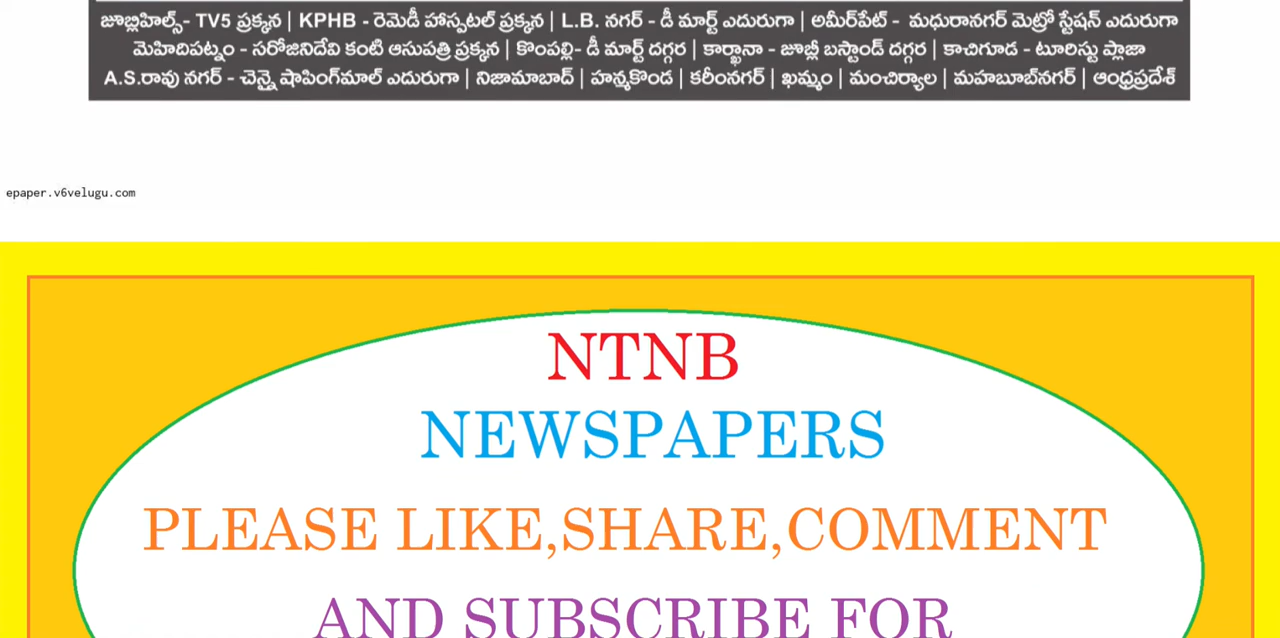 జూబ్లిహిల్స్- TV5 ప్రక్కన | KPHB - రెమెడీ హాస్పటల్ ప్రక్కన | L.B. నగర్ - డీ మార్ట్ ఎదురుగా | అమీర్‌పేట్ - మధురానగర్ మెట్రో స్టేషన్ ఎదురుగా
మెహిదిపట్నం - సరోజినిదేవి కంటి ఆసుపత్రి ప్రక్కన | కొంపల్లి- డీ మార్ట్ దగ్గర | కార్ఖానా - జూబ్లీ బస్టాండ్ దగ్గర | కాచిగూడ - టూరిస్టు ప్లాజా
A.S.రావు నగర్ - చెన్నై షాపింగ్‌మాల్ ఎదురుగా | నిజామాబాద్ | హన్మకొండ | కరీంనగర్ | ఖమ్మం | మంచిర్యాల | మహబూబ్‌నగర్ | ఆంధ్రప్రదేశ్
epaper.v6velugu.com
NTNB
NEWSPAPERS
PLEASE LIKE,SHARE,COMMENT
AND SUBSCRIBE FOR